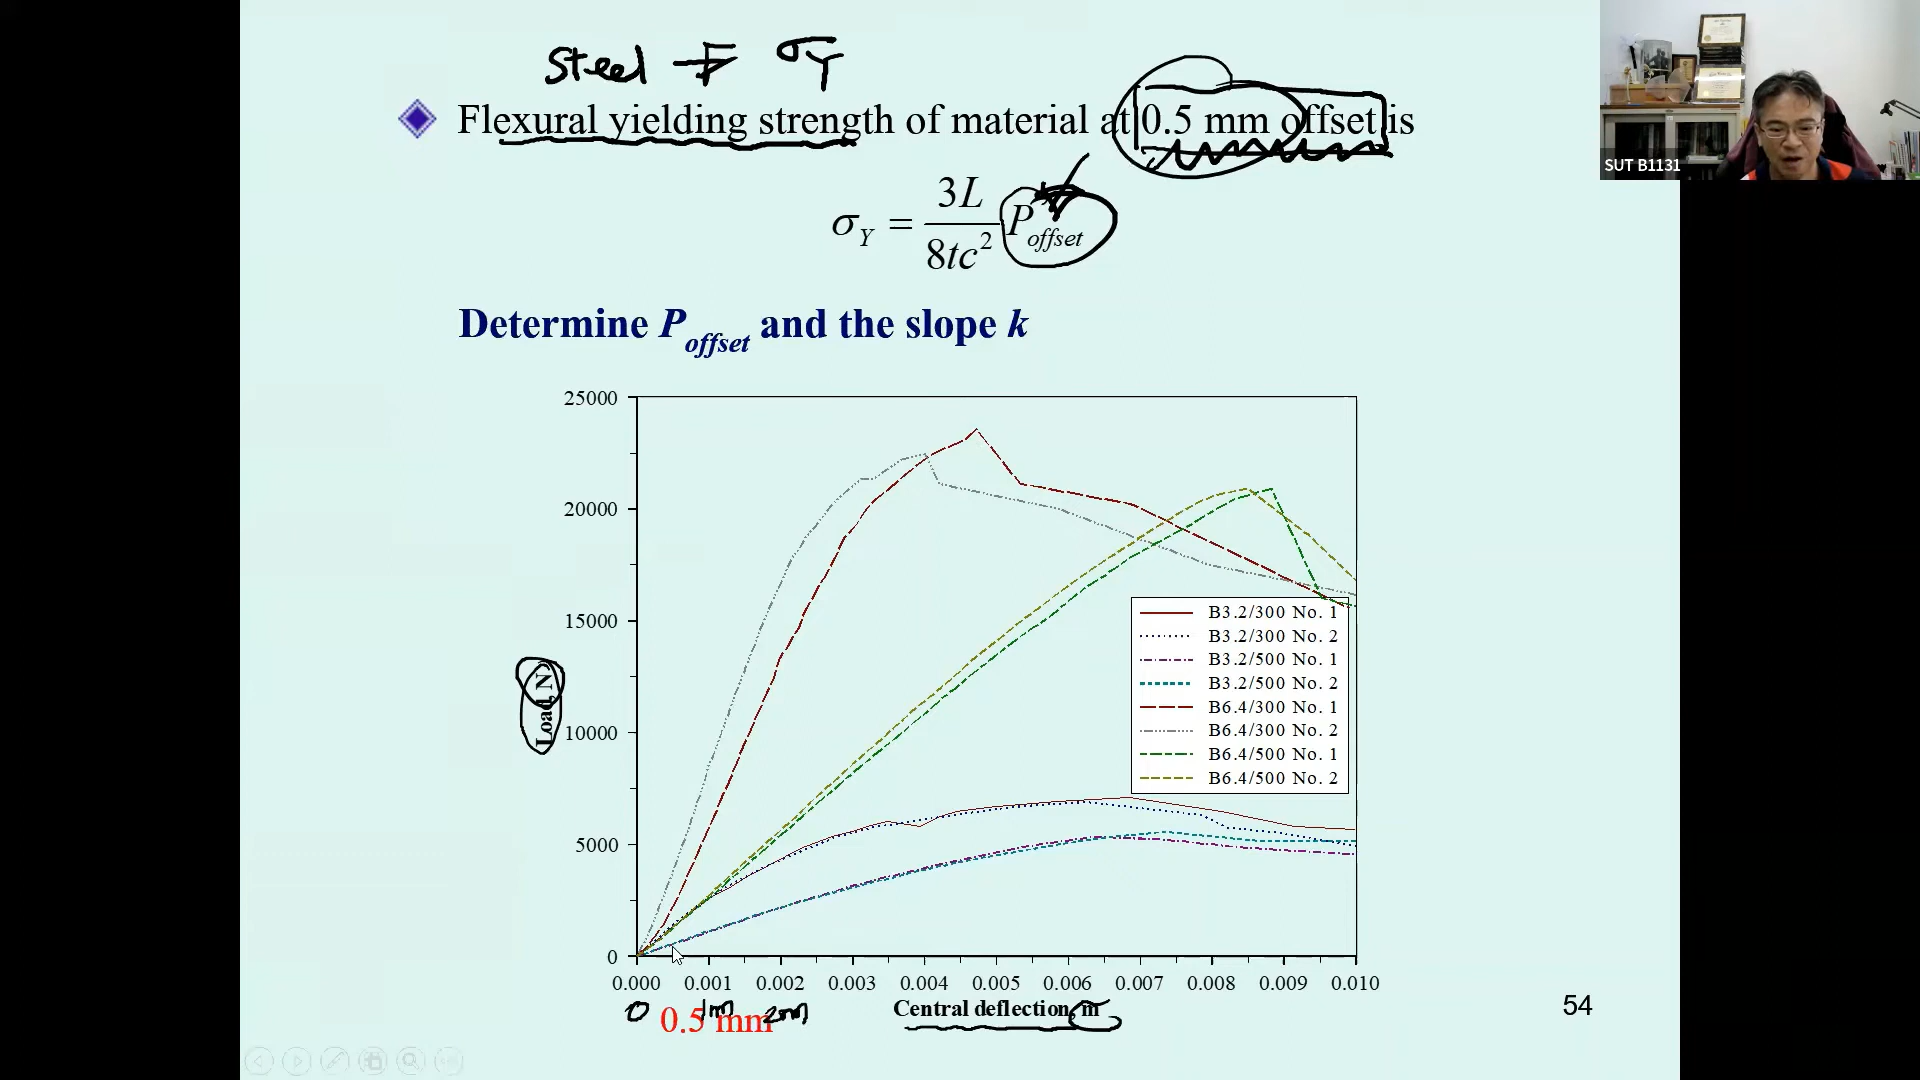 Steel F σY
Flexural yielding strength of material at 0.5 mm offset is
SUT B1131
σY = 3L / 8tc² Poffset
Determine Poffset and the slope k
25000
20000
15000
10000
5000
0
Load, N
B3.2/300 No. 1
B3.2/300 No. 2
B3.2/500 No. 1
B3.2/500 No. 2
B6.4/300 No. 1
B6.4/300 No. 2
B6.4/500 No. 1
B6.4/500 No. 2
0.000 0.001 0.002 0.003 0.004 0.005 0.006 0.007 0.008 0.009 0.010
Central deflection, m
0
0.5 mm
54